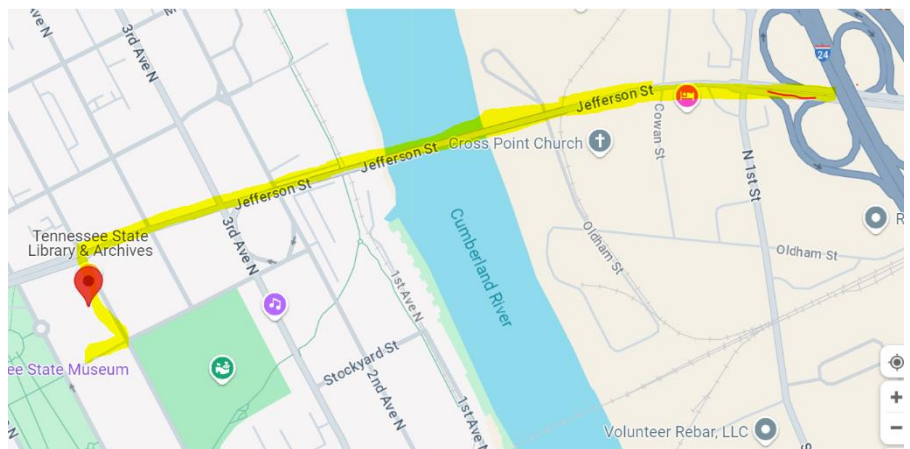 3rd Ave N
24
Jefferson St
Cowan St
Cross Point Church
Jefferson St
N 1st St
Jefferson St
R
Tennessee State
Library & Archives
3rd Ave N
Oldham St
Oldham St
Cumberland River
1st Ave N
ee State Museum
Stockyard St
2nd Ave N
1st Ave N
Volunteer Rebar, LLC
N
S
+
−